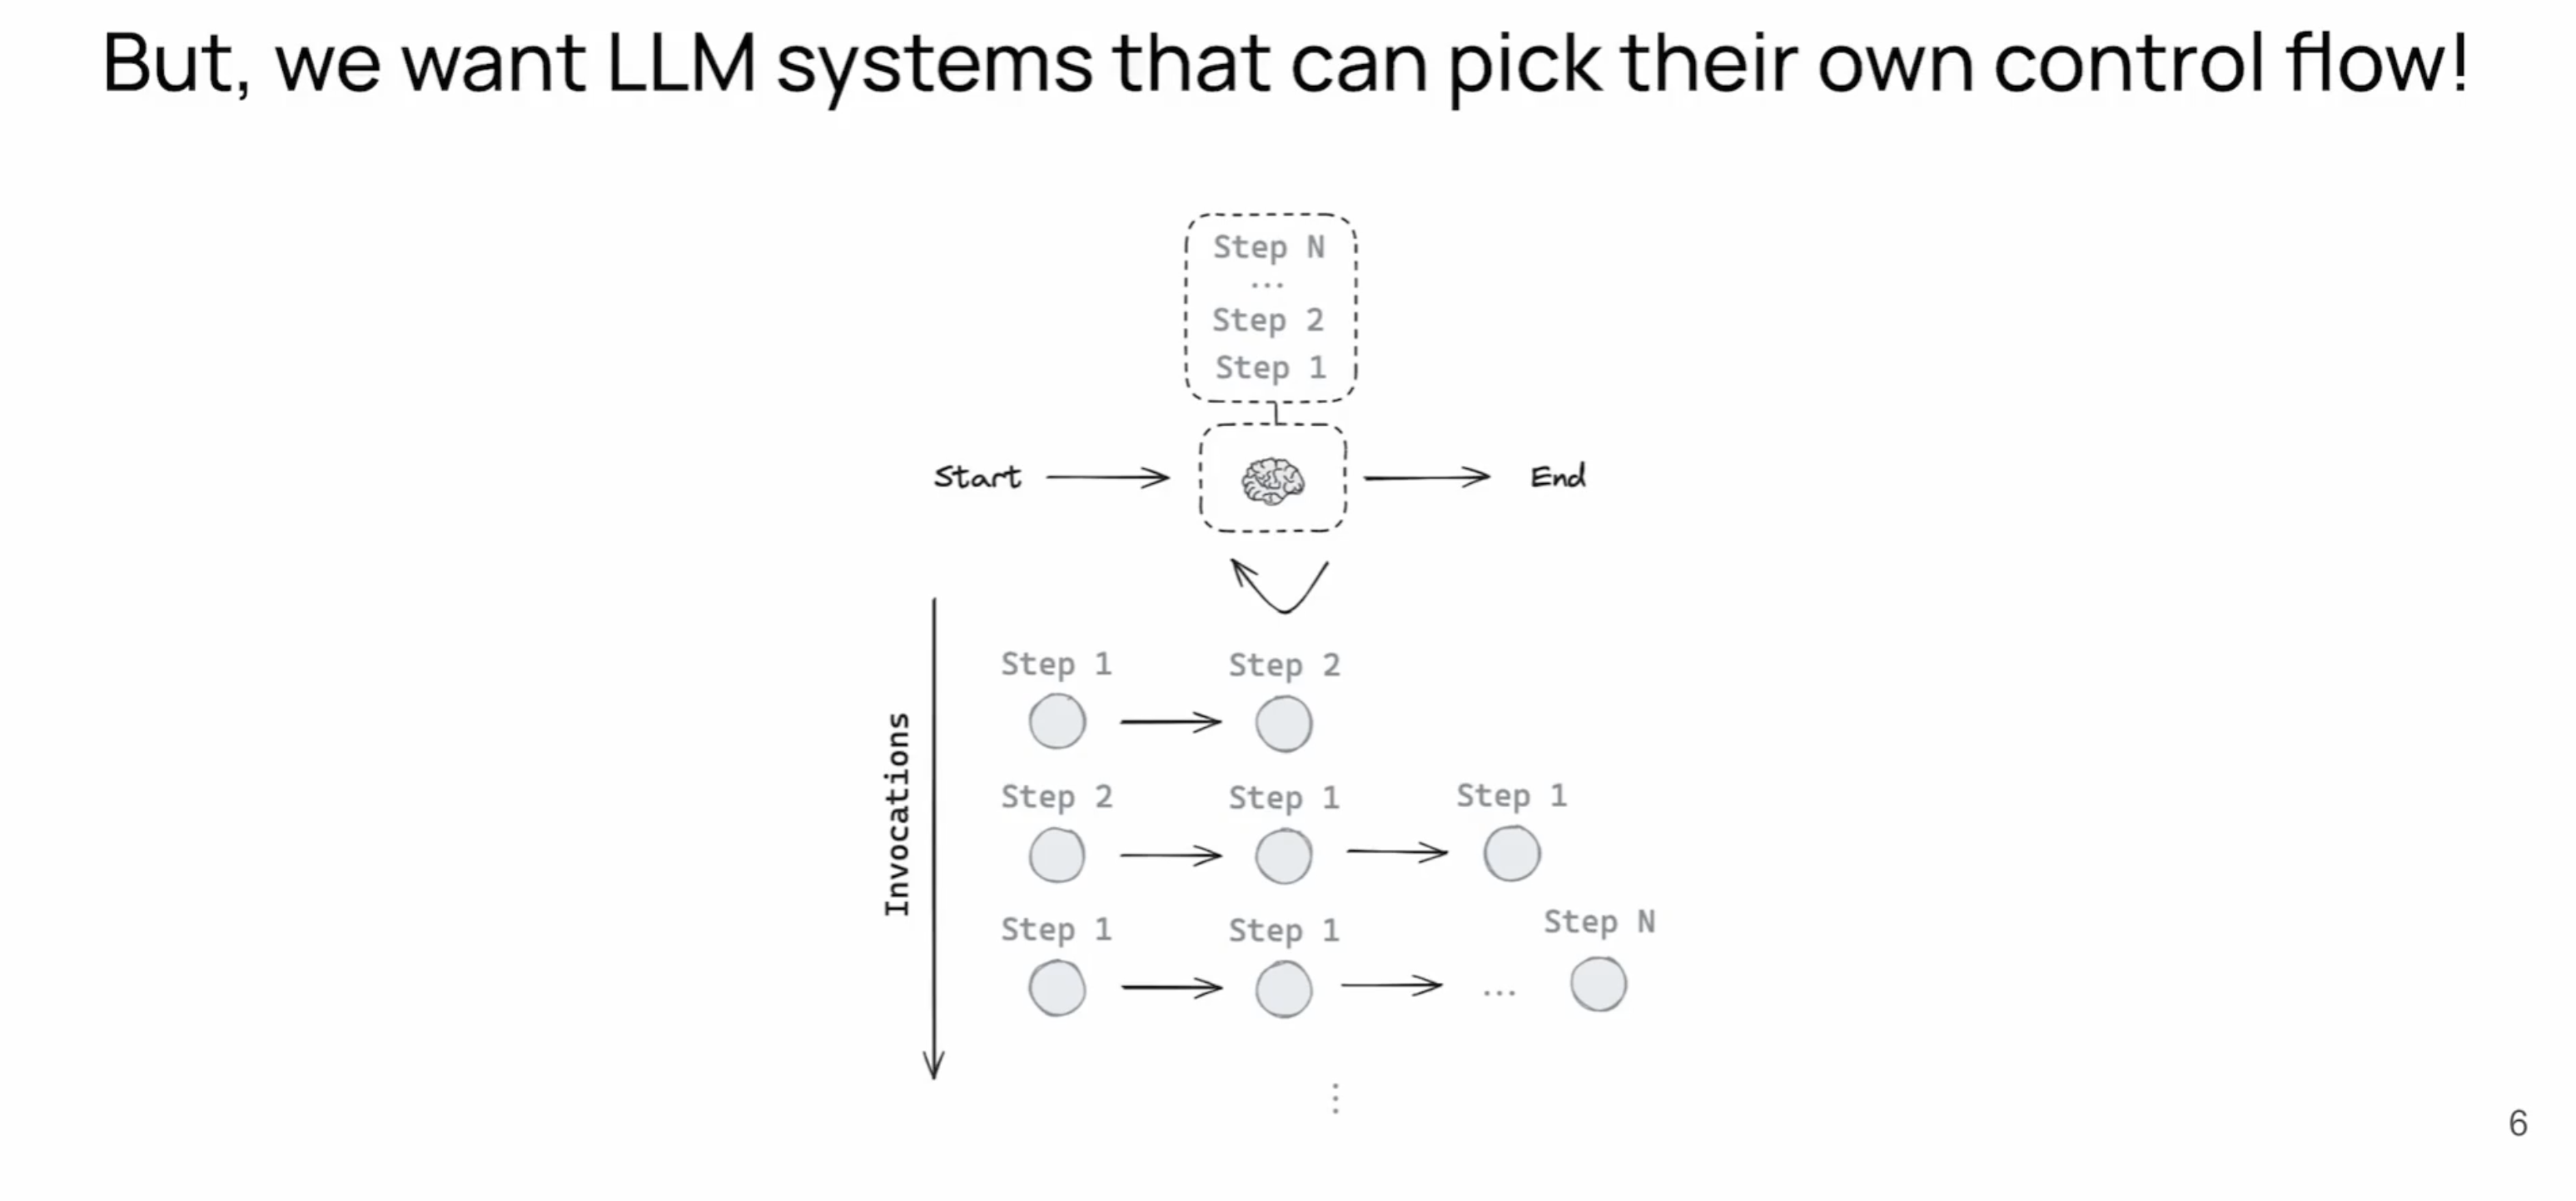 But, we want LLM systems that can pick their own control flow!
Step N
...
Step 2
Step 1
Start
End
Invocations
Step 1
Step 2
Step 2
Step 1
Step 1
Step 1
Step 1
...
Step N
6